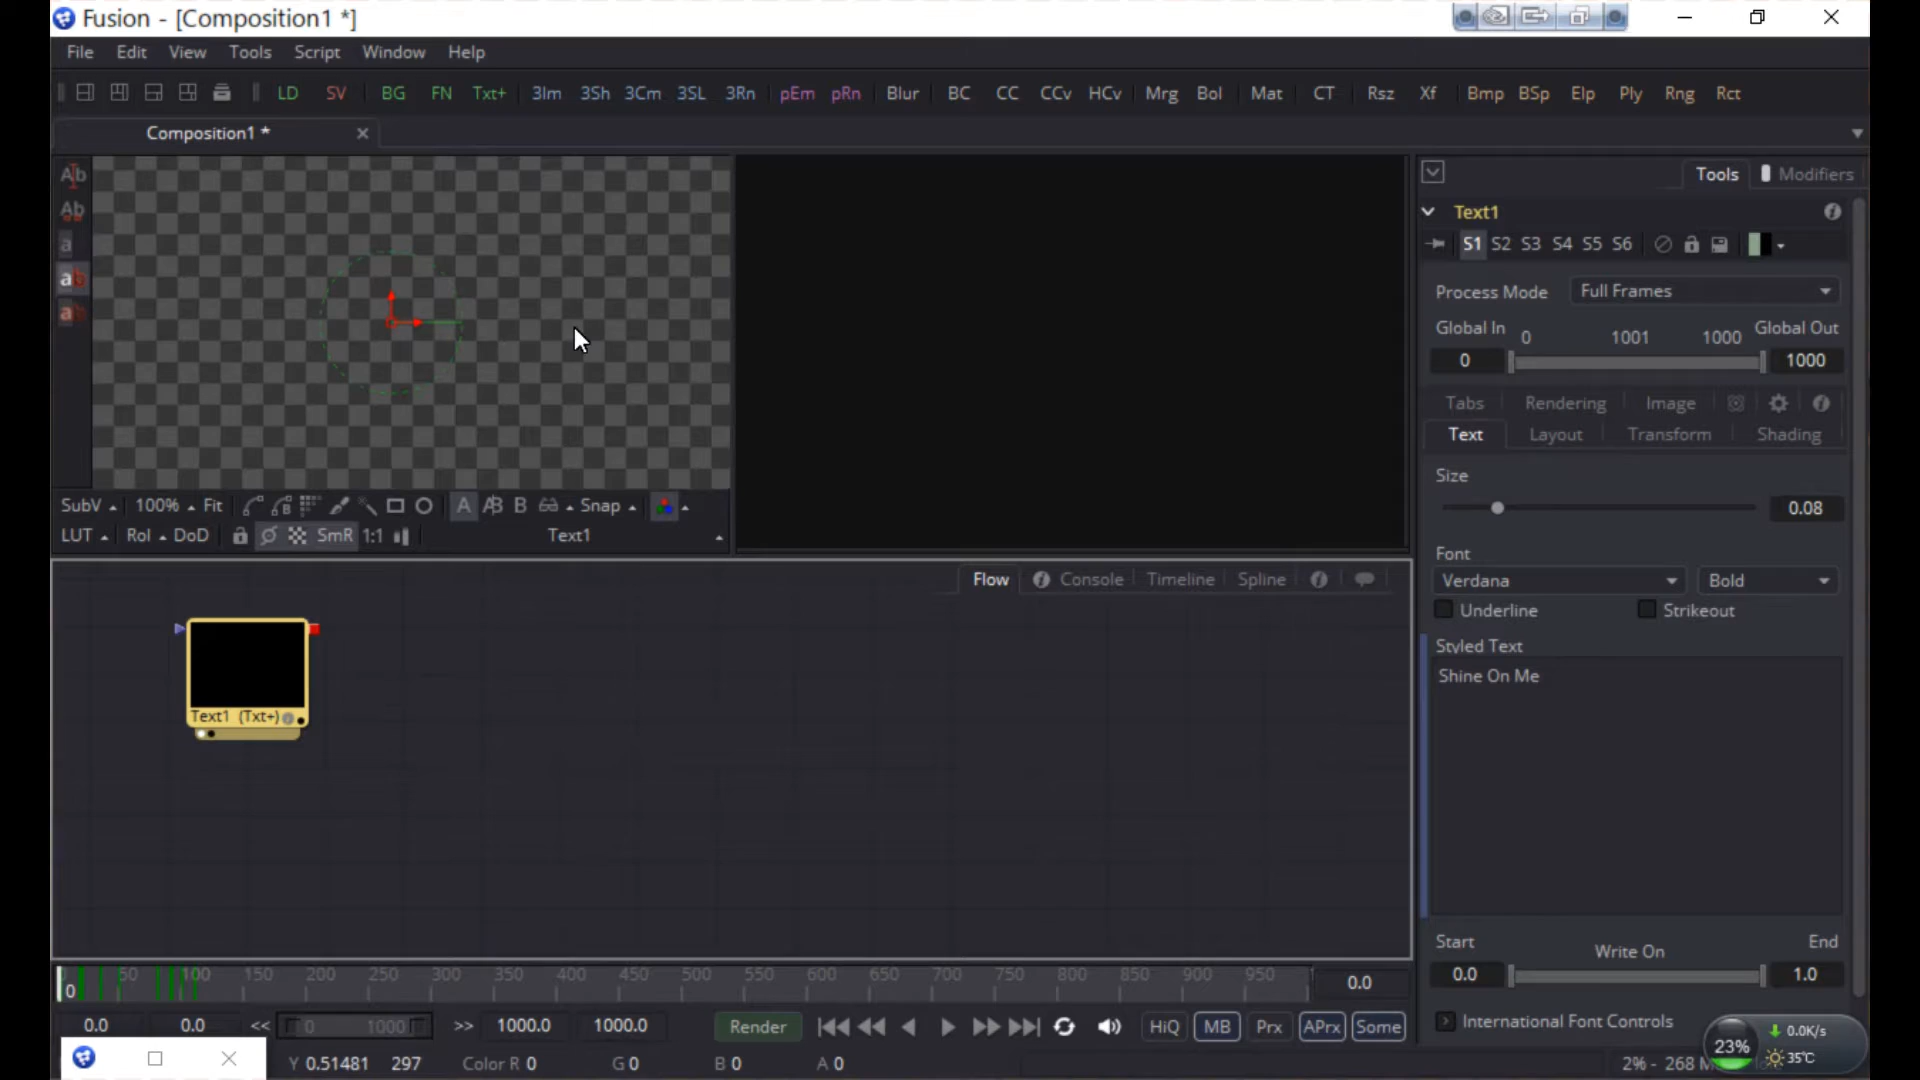 Fusion - [Composition1 *]
File Edit View Tools Script Window Help
LD SV BG FN Txt+ 3Im 3Sh 3Cm 3SL 3Rn pEm pRn Blur BC CC CCv HCv Mrg Bol Mat CT Rsz Xf Bmp BSp Elp Ply Rng Rct
Composition1 *
Tools Modifiers
Text1
S1 S2 S3 S4 S5 S6
Process Mode Full Frames
Global In 0 1001 1000 Global Out
0 1000
Tabs Rendering Image
Text Layout Transform Shading
Size
0.08
Font
Verdana Bold
Underline Strikeout
Styled Text
Shine On Me
Start Write On End
0.0 1.0
International Font Controls
Ab
Ab
a
ab
ab
SubV 100% Fit A AB B Snap
LUT RoI DoD SmR 1:1 Text1
Flow Console Timeline Spline
Text1 (Txt+)
0 50 100 150 200 250 300 350 400 450 500 550 600 650 700 750 800 850 900 950 0.0
0.0 0.0 << 0 1000 >> 1000.0 1000.0 Render HiQ MB Prx APrx Some
Y 0.51481 297 Color R 0 G 0 B 0 A 0 2% - 268 M
23% 0.0K/s
35℃